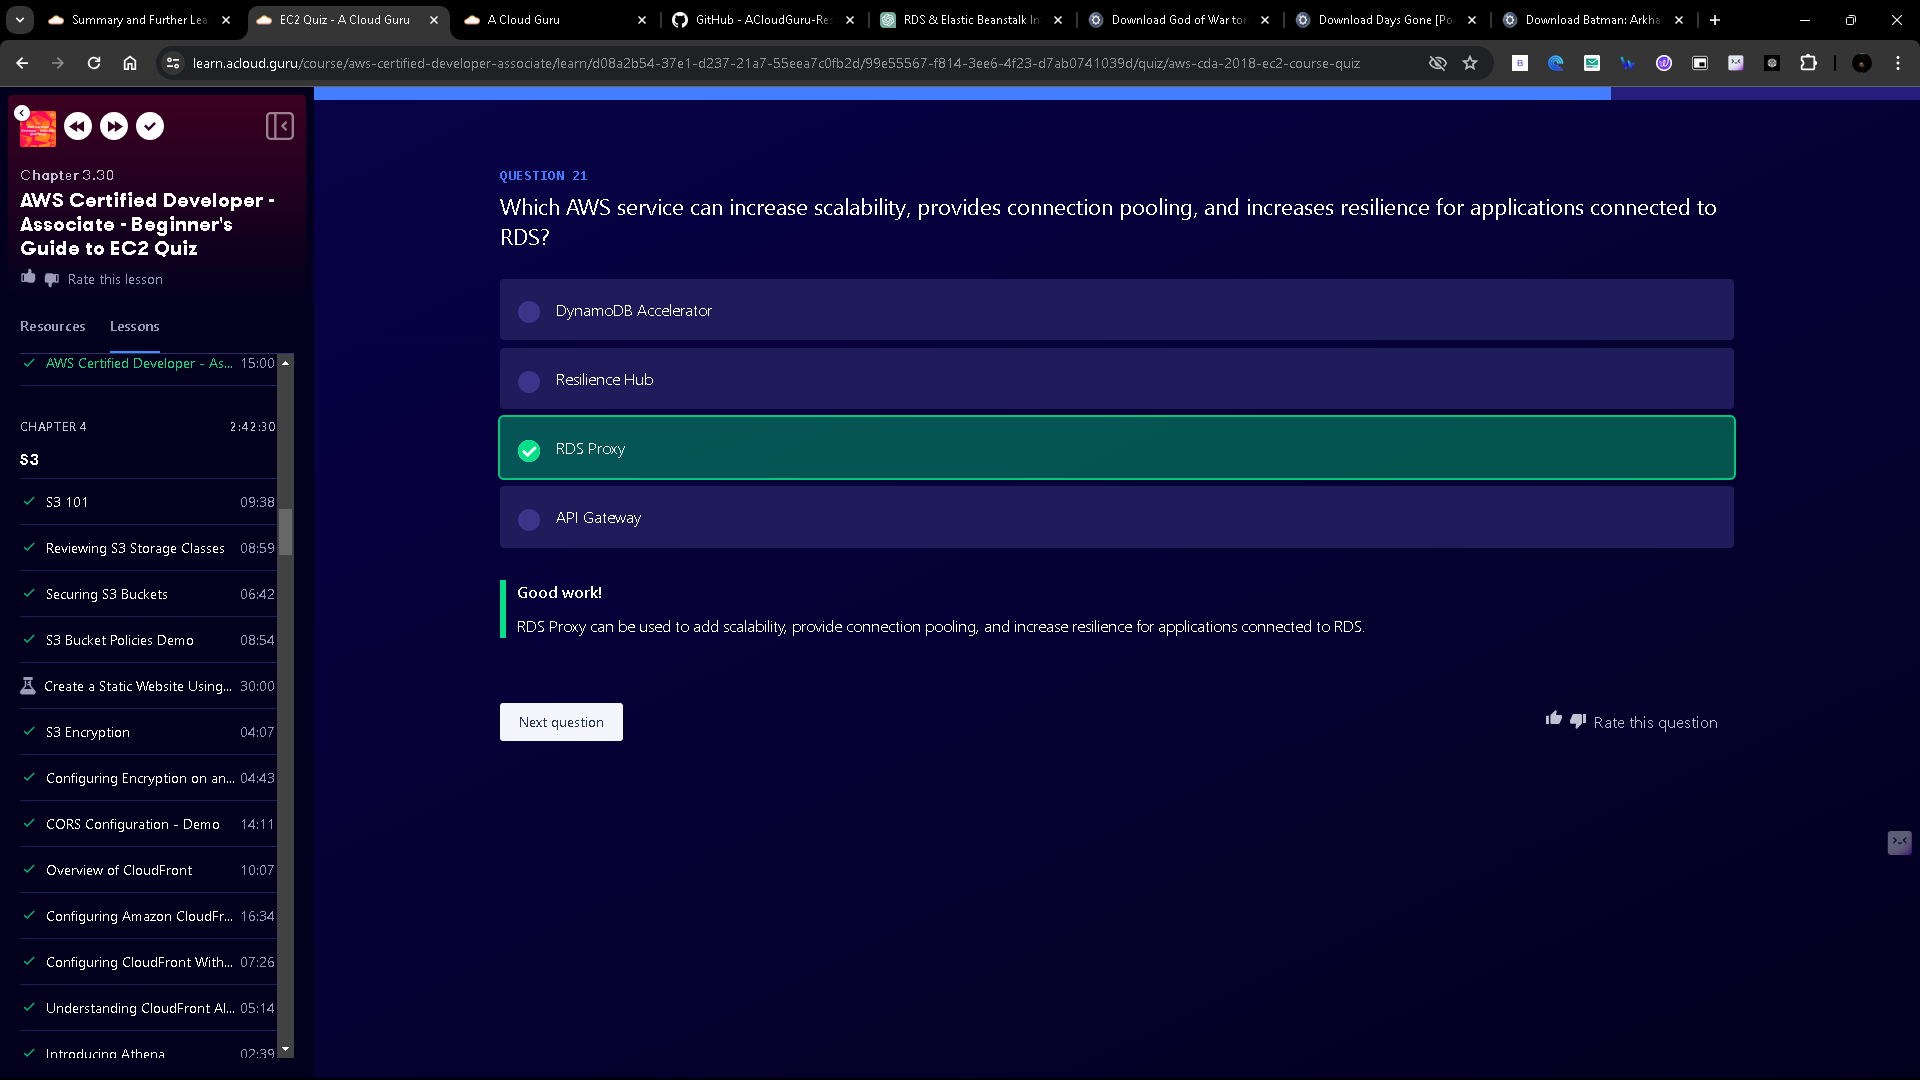 Summary and Further Lea
EC2 Quiz - A Cloud Guru
A Cloud Guru
GitHub - ACloudGuru-Res
RDS & Elastic Beanstalk In
Download God of War tor
Download Days Gone [Po
Download Batman: Arkha
learn.acloud.guru/course/aws-certified-developer-associate/learn/d08a2b54-37e1-d237-21a7-55eea7c0fb2d/99e55567-f814-3ee6-4f23-d7ab0741039d/quiz/aws-cda-2018-ec2-course-quiz
Chapter 3.30
AWS Certified Developer -
Associate - Beginner's
Guide to EC2 Quiz
Rate this lesson
Resources
Lessons
AWS Certified Developer - As... 15:00
CHAPTER 4 2:42:30
S3
S3 101 09:38
Reviewing S3 Storage Classes 08:59
Securing S3 Buckets 06:42
S3 Bucket Policies Demo 08:54
Create a Static Website Using... 30:00
S3 Encryption 04:07
Configuring Encryption on an... 04:43
CORS Configuration - Demo 14:11
Overview of CloudFront 10:07
Configuring Amazon CloudFr... 16:34
Configuring CloudFront With... 07:26
Understanding CloudFront Al... 05:14
Introducing Athena 02:39
QUESTION 21
Which AWS service can increase scalability, provides connection pooling, and increases resilience for applications connected to
RDS?
DynamoDB Accelerator
Resilience Hub
RDS Proxy
API Gateway
Good work!
RDS Proxy can be used to add scalability, provide connection pooling, and increase resilience for applications connected to RDS.
Next question
Rate this question